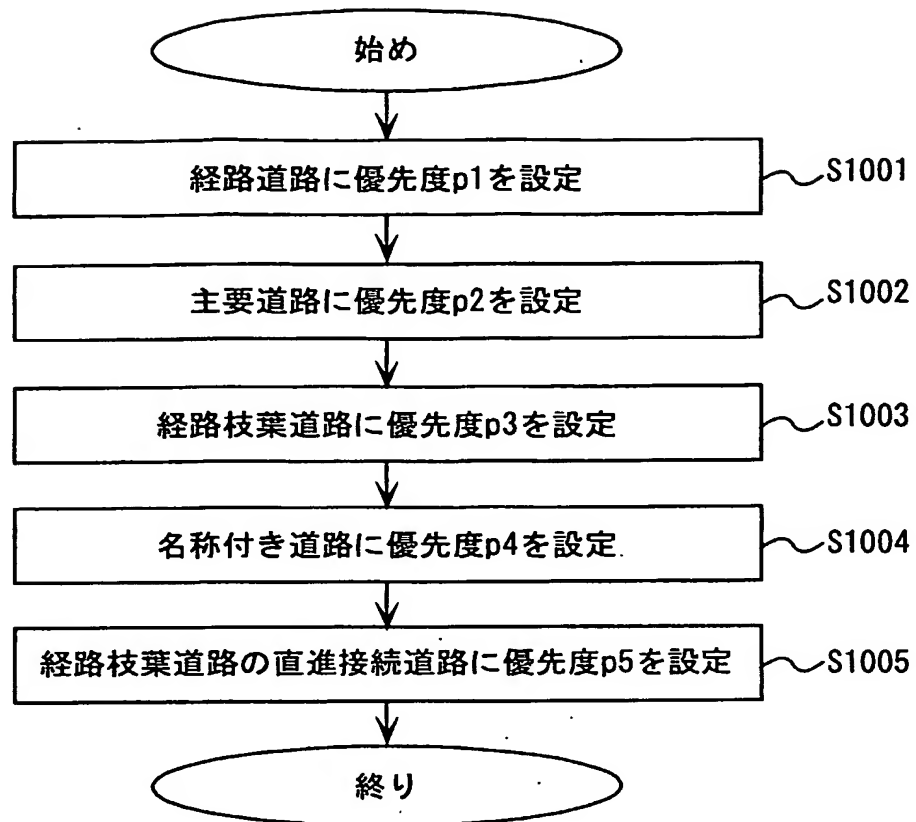 始め
経路道路に優先度p1を設定
S1001
主要道路に優先度p2を設定
S1002
経路枝葉道路に優先度p3を設定
S1003
名称付き道路に優先度p4を設定
S1004
経路枝葉道路の直進接続道路に優先度p5を設定
S1005
終り